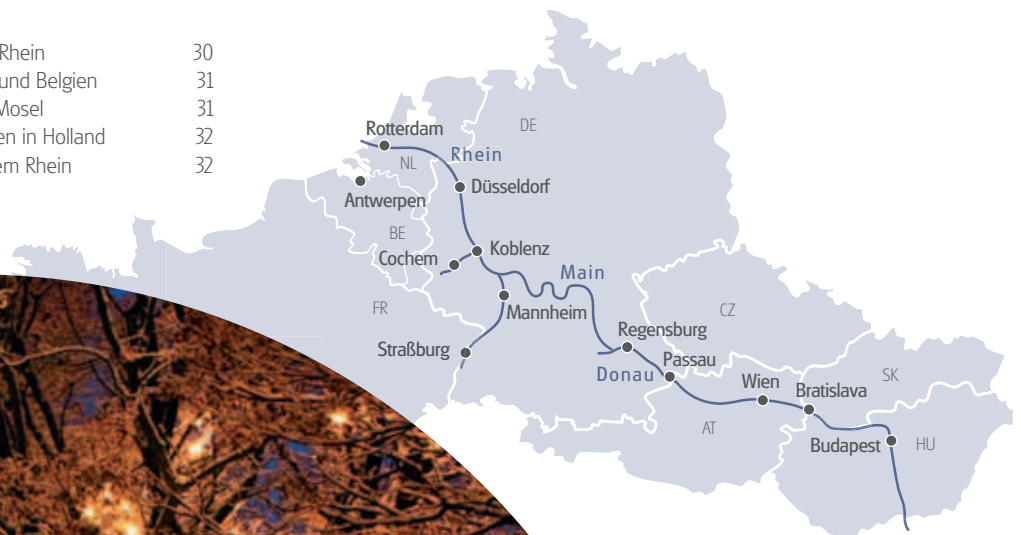 Rhein 30
und Belgien 31
Mosel 31
en in Holland 32
em Rhein 32
Rotterdam
DE
NL
Rhein
Düsseldorf
Antwerpen
BE
Koblenz
Cochem
Main
FR
Mannheim
CZ
Straßburg
Regensburg
Passau
Donau
Wien
Bratislava
SK
AT
Budapest
HU